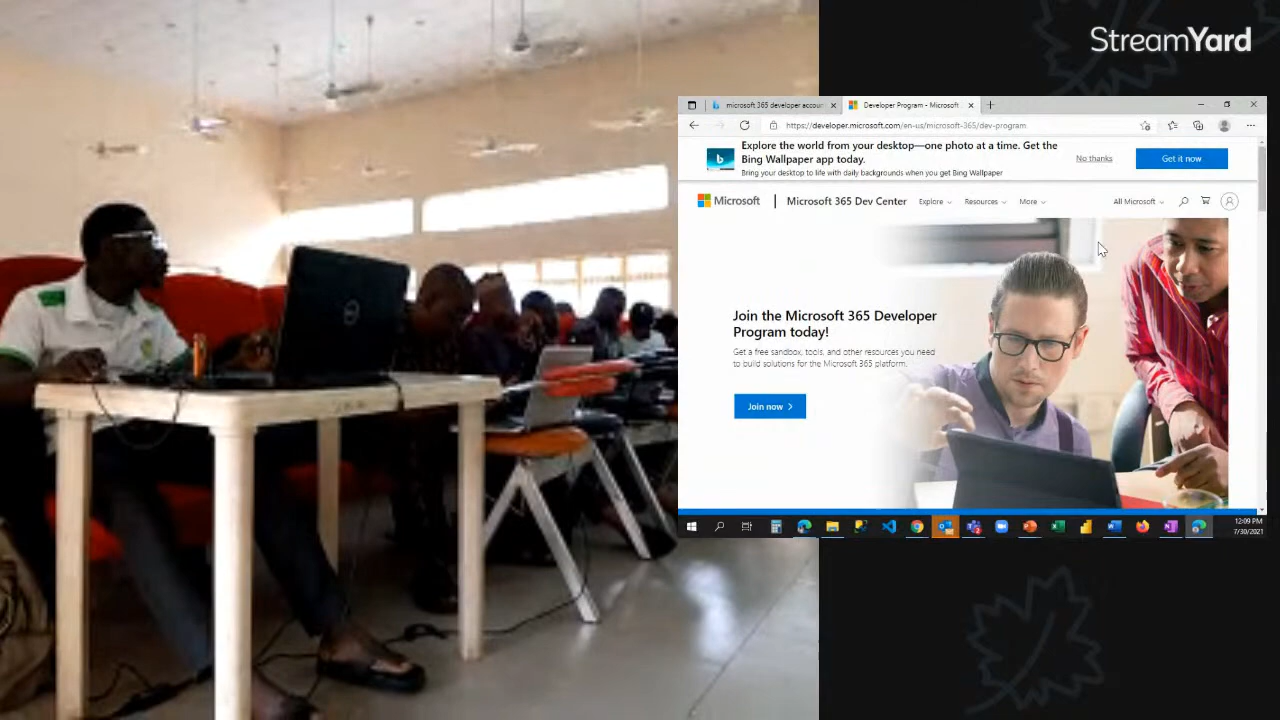 StreamYard
microsoft 365 developer accoun
Developer Program - Microsoft
https://developer.microsoft.com/en-us/microsoft-365/dev-program
Explore the world from your desktop—one photo at a time. Get the
Bing Wallpaper app today.
Bring your desktop to life with daily backgrounds when you get Bing Wallpaper
No thanks
Get it now
Microsoft
Microsoft 365 Dev Center
Explore
Resources
More
All Microsoft
Join the Microsoft 365 Developer
Program today!
Get a free sandbox, tools, and other resources you need
to build solutions for the Microsoft 365 platform.
Join now
12:09 PM
7/30/2021